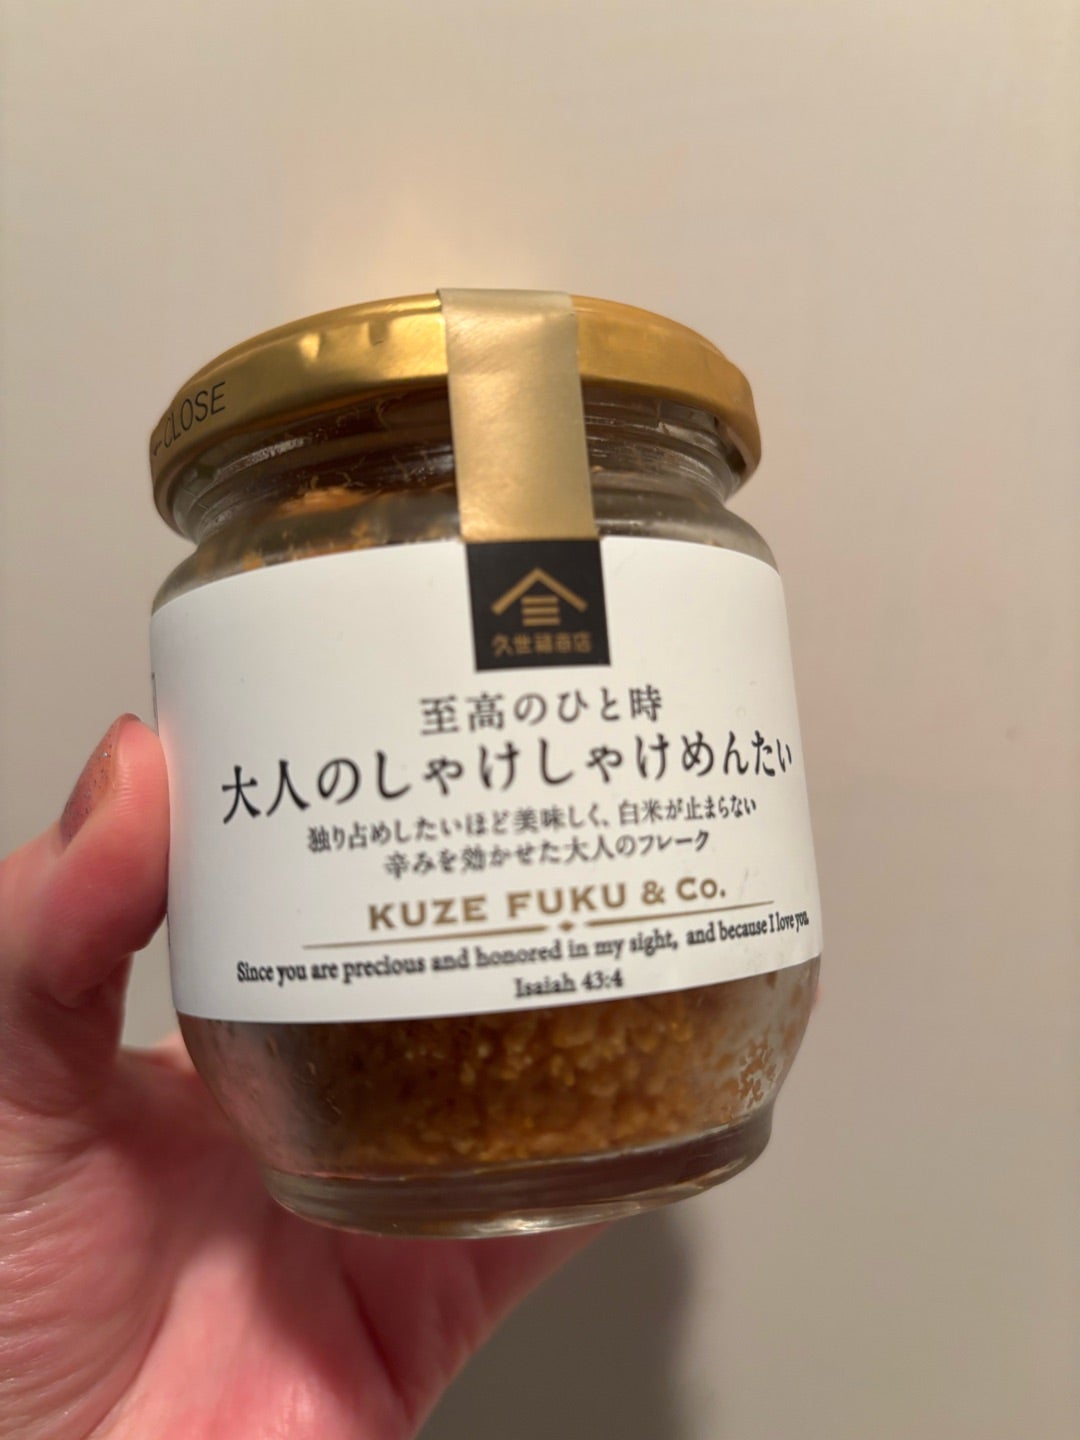 ←CLOSE
久世福商店
至高のひと時
大人のしゃけしゃけめんたい
独り占めしたいほど美味しく、白米が止まらない
辛みを効かせた大人のフレーク
KUZE FUKU & Co.
Since you are precious and honored in my sight, and because I love you,
Isaiah 43:4